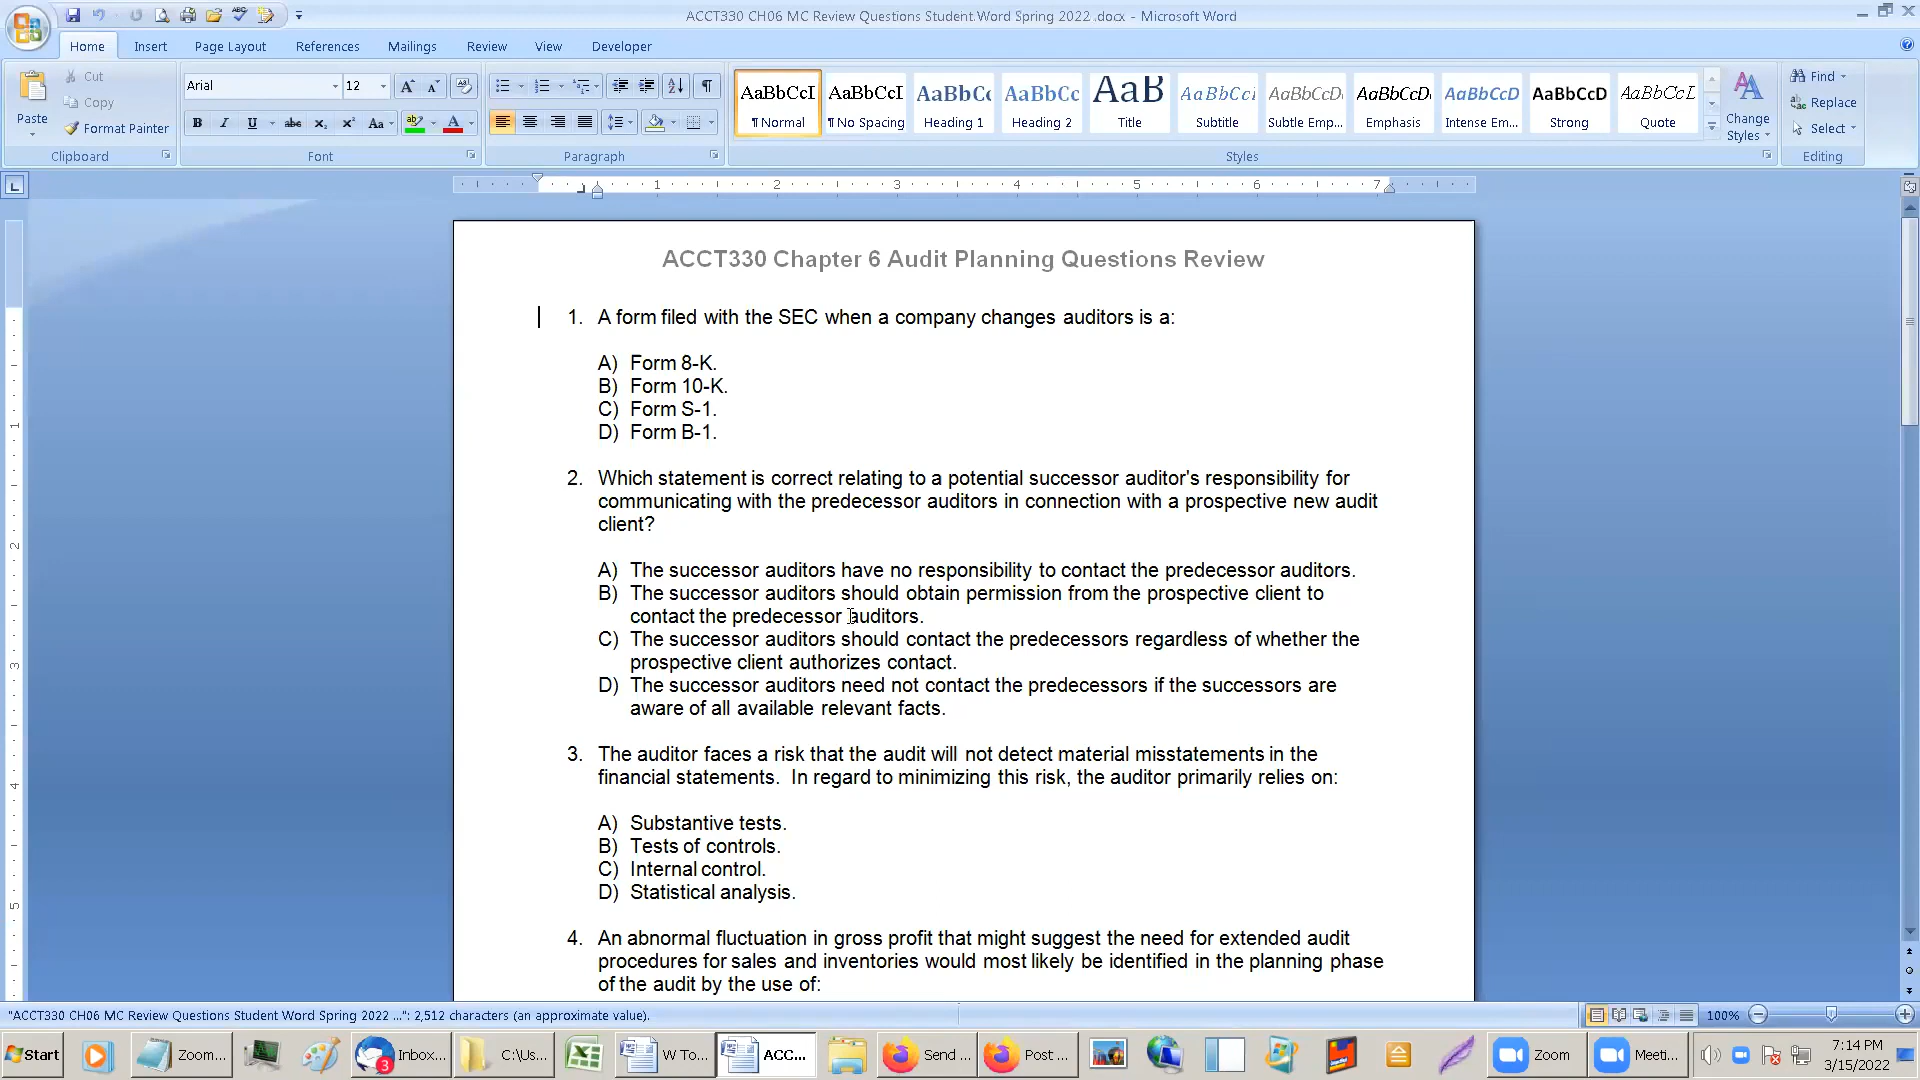 ACCT330 CH06 MC Review Questions Student.Word Spring 2022 .docx - Microsoft Word
Home Insert Page Layout References Mailings Review View Developer
Paste
Cut
Copy
Format Painter
Clipboard
Arial 12
Font
Paragraph
AaBbCcI AaBbCcI AaBbCc AaBbCc AaB AaBbCcI AaBbCcD AaBbCcD AaBbCcD AaBbCcD AaBbCcL
¶ Normal ¶ No Spacing Heading 1 Heading 2 Title Subtitle Subtle Emp... Emphasis Intense Em... Strong Quote
Change
Styles
Styles
Find
Replace
Select
Editing
1 2 3 4 5 6 7
ACCT330 Chapter 6 Audit Planning Questions Review
1. A form filed with the SEC when a company changes auditors is a:
A) Form 8-K.
B) Form 10-K.
C) Form S-1.
D) Form B-1.
2. Which statement is correct relating to a potential successor auditor's responsibility for
communicating with the predecessor auditors in connection with a prospective new audit
client?
A) The successor auditors have no responsibility to contact the predecessor auditors.
B) The successor auditors should obtain permission from the prospective client to
contact the predecessor auditors.
C) The successor auditors should contact the predecessors regardless of whether the
prospective client authorizes contact.
D) The successor auditors need not contact the predecessors if the successors are
aware of all available relevant facts.
3. The auditor faces a risk that the audit will not detect material misstatements in the
financial statements. In regard to minimizing this risk, the auditor primarily relies on:
A) Substantive tests.
B) Tests of controls.
C) Internal control.
D) Statistical analysis.
4. An abnormal fluctuation in gross profit that might suggest the need for extended audit
procedures for sales and inventories would most likely be identified in the planning phase
of the audit by the use of:
"ACCT330 CH06 MC Review Questions Student Word Spring 2022 ...": 2,512 characters (an approximate value).
100%
Start Zoom... Inbox... C:\Us... W To... ACC... Send ... Post ... Zoom Meeti...
7:14 PM
3/15/2022